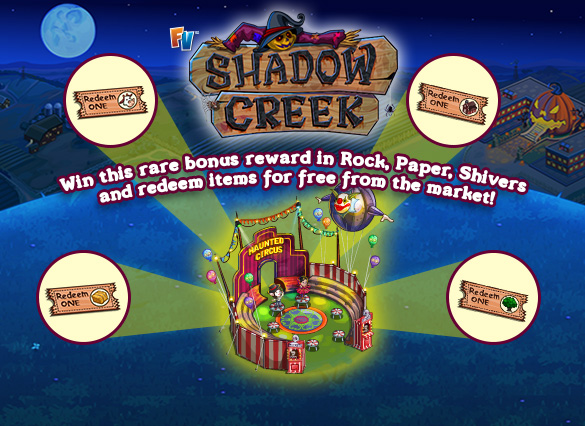 FV™
SHADOW
CREEK
Redeem
ONE
Redeem
ONE
Win this rare bonus reward in Rock, Paper, Shivers
and redeem items for free from the market!
HAUNTED
CIRCUS
Redeem
ONE
Redeem
ONE